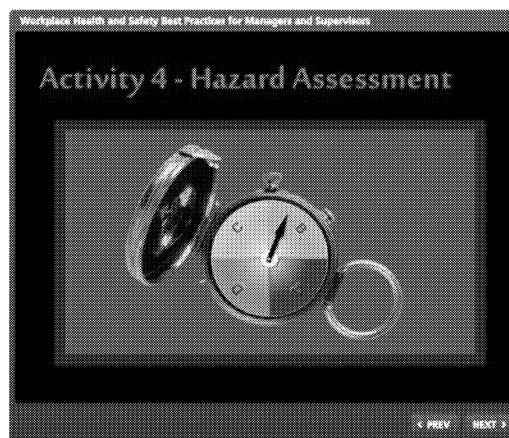 Workplace Health and Safety Best Practices for Managers and Supervisors
Activity 4 - Hazard Assessment
C B
D A
< PREV NEXT >